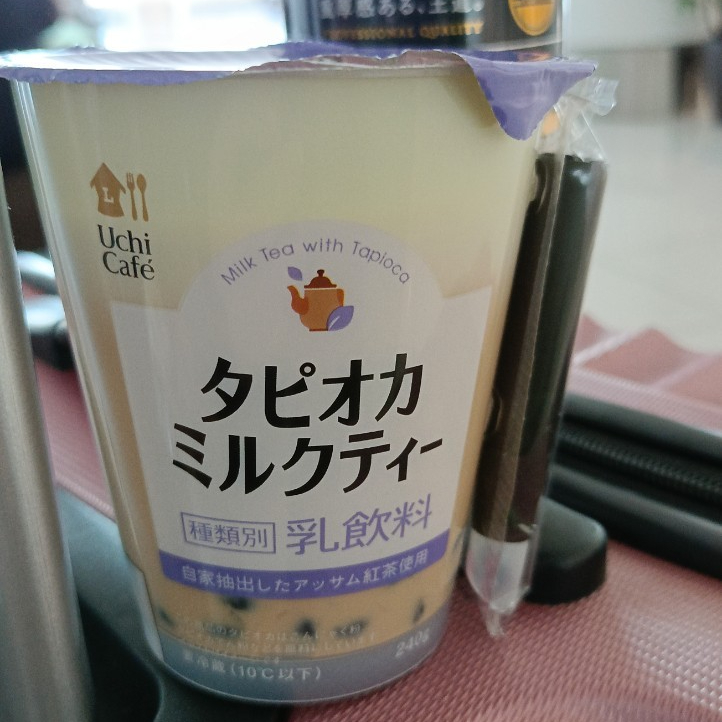 PROFESSIONAL QUALITY
Uchi
Café
Milk Tea with Tapioca
タピオカ
ミルクティー
種類別 乳飲料
自家抽出したアッサム紅茶使用
240g
要冷蔵(10℃以下)